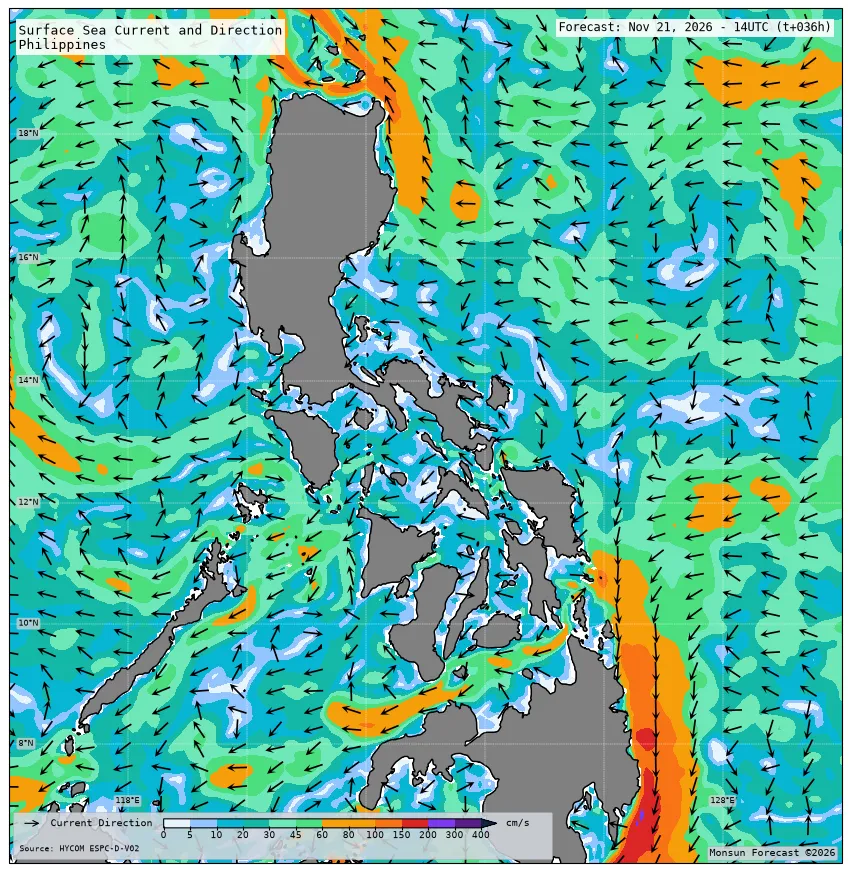 Surface Sea Current and Direction
Philippines
Forecast: Nov 21, 2026 - 14UTC (t+036h)
18°N
16°N
14°N
12°N
10°N
8°N
118°E
128°E
Current Direction
0 5 10 20 30 45 60 80 100 150 200 300 400
cm/s
Source: HYCOM ESPC-D-V02
Monsun Forecast ©2026